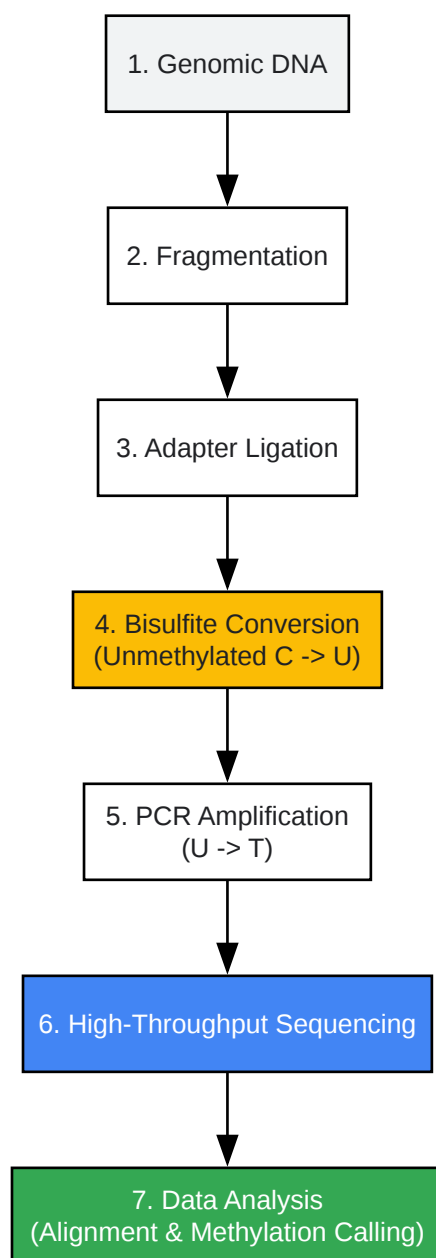 1. Genomic DNA
2. Fragmentation
3. Adapter Ligation
4. Bisulfite Conversion
(Unmethylated C -> U)
5. PCR Amplification
(U -> T)
6. High-Throughput Sequencing
7. Data Analysis
(Alignment & Methylation Calling)